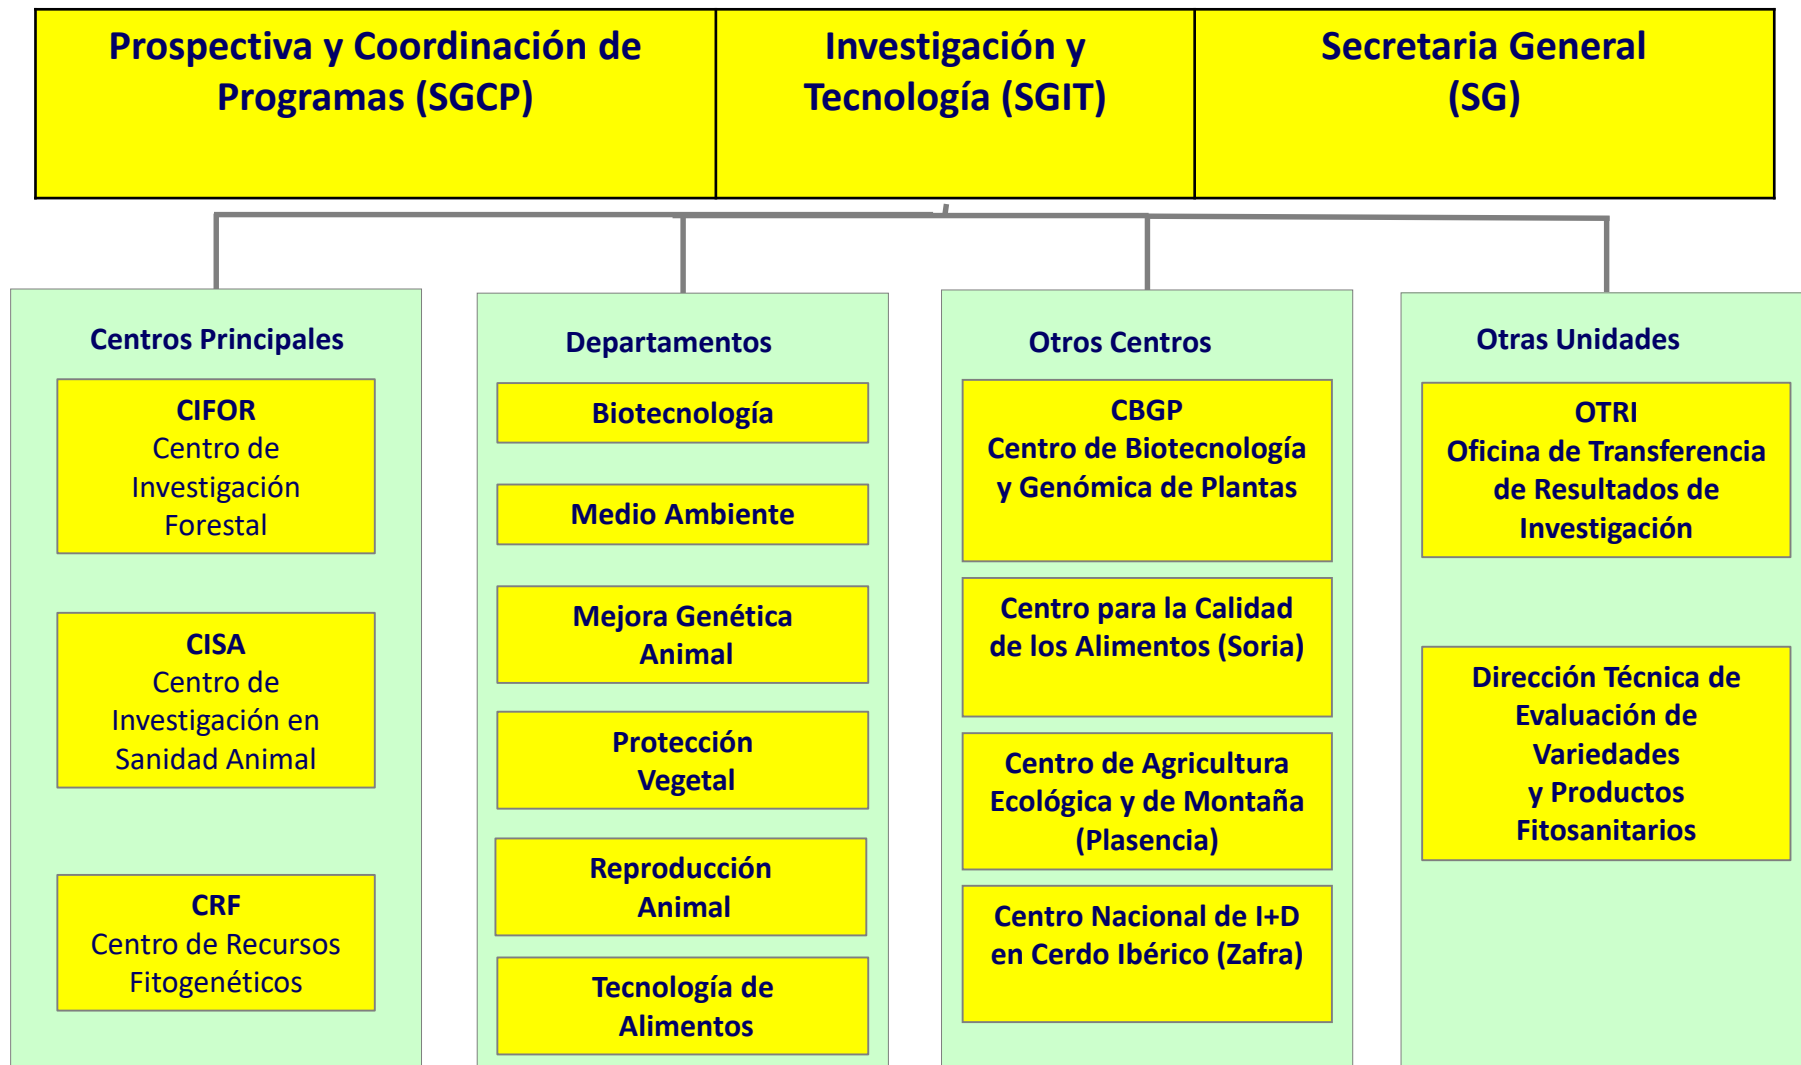 Prospectiva y Coordinación de
Programas (SGCP)
Investigación y
Tecnología (SGIT)
Secretaria General
(SG)
Centros Principales
CIFOR
Centro de
Investigación
Forestal
CISA
Centro de
Investigación en
Sanidad Animal
CRF
Centro de Recursos
Fitogenéticos
Departamentos
Biotecnología
Medio Ambiente
Mejora Genética
Animal
Protección
Vegetal
Reproducción
Animal
Tecnología de
Alimentos
Otros Centros
CBGP
Centro de Biotecnología
y Genómica de Plantas
Centro para la Calidad
de los Alimentos (Soria)
Centro de Agricultura
Ecológica y de Montaña
(Plasencia)
Centro Nacional de I+D
en Cerdo Ibérico (Zafra)
Otras Unidades
OTRI
Oficina de Transferencia
de Resultados de
Investigación
Dirección Técnica de
Evaluación de
Variedades
y Productos
Fitosanitarios